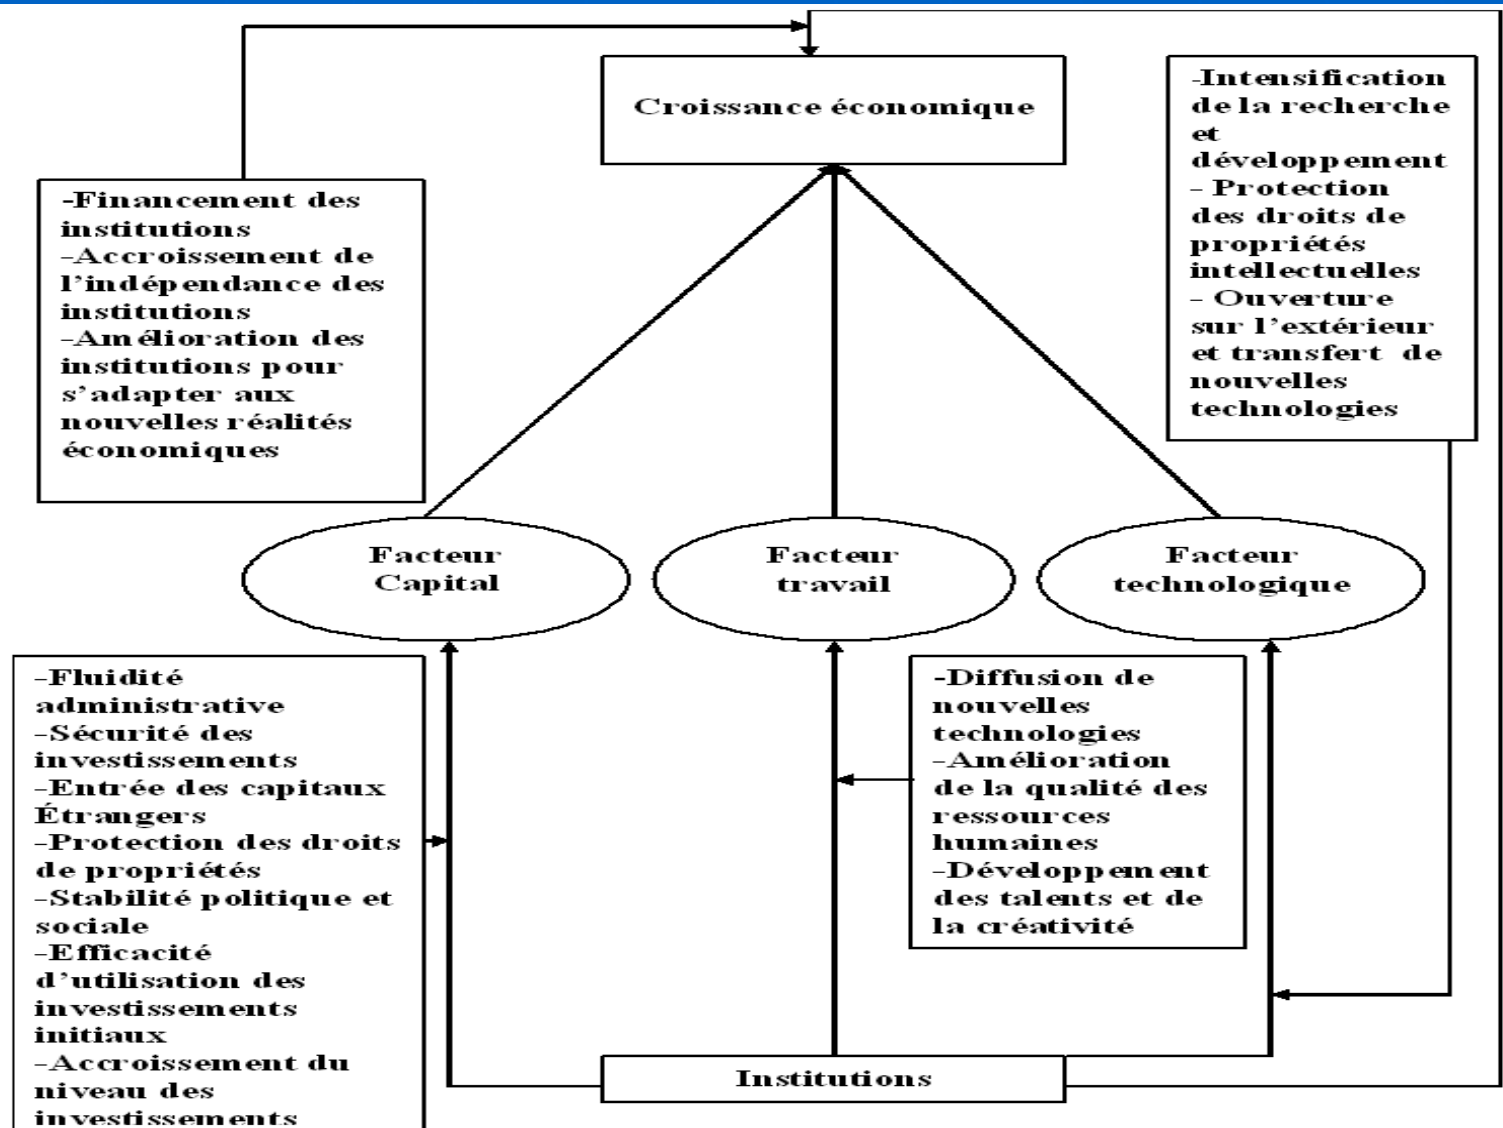 Croissance économique
-Intensification
de la recherche
et
développement
- Protection
des droits de
propriétés
intellectuelles
- Ouverture
sur l'extérieur
et transfert de
nouvelles
technologies
-Financement des
institutions
-Accroissement de
l'indépendance des
institutions
-Amélioration des
institutions pour
s'adapter aux
nouvelles réalités
économiques
Facteur
Capital
Facteur
travail
Facteur
technologique
-Fluidité
administrative
-Sécurité des
investissements
-Entrée des capitaux
Étrangers
-Protection des droits
de propriétés
-Stabilité politique et
sociale
-Efficacité
d'utilisation des
investissements
initiaux
-Accroissement du
niveau des
investissements
-Diffusion de
nouvelles
technologies
-Amélioration
de la qualité des
ressources
humaines
-Développement
des talents et de
la créativité
Institutions